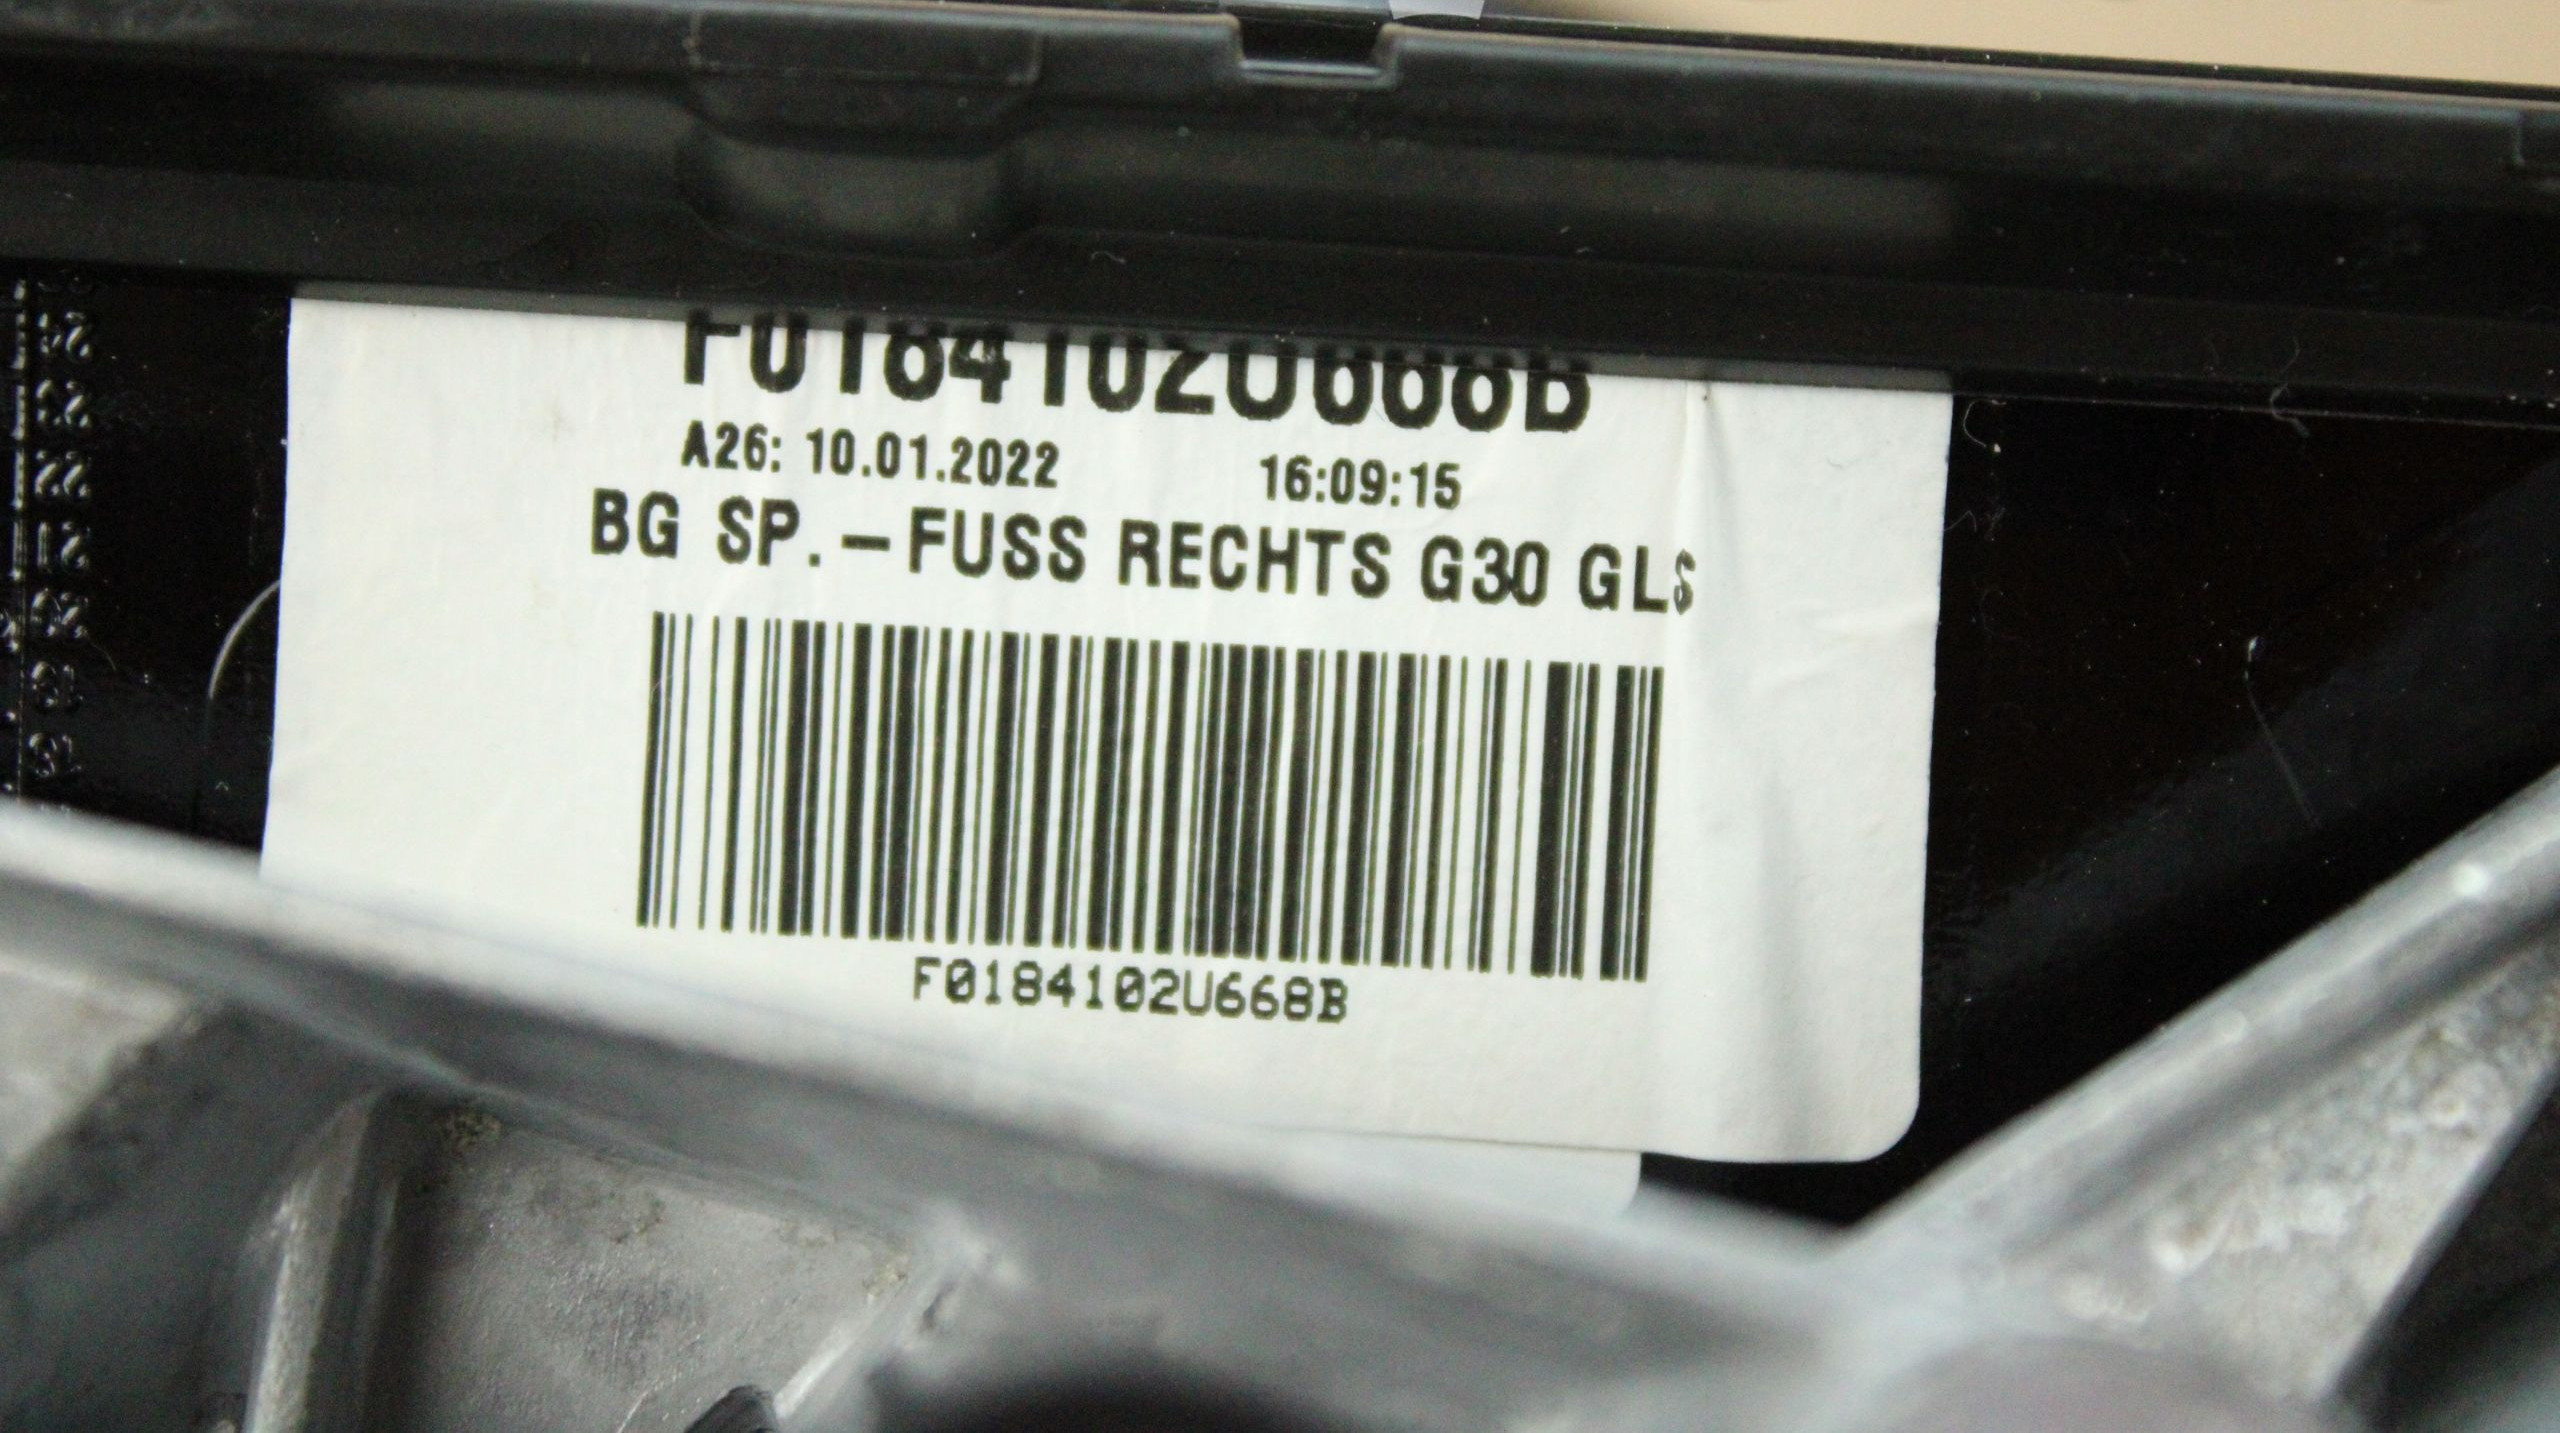 F0184102U668B
A26: 10.01.2022 16:09:15
BG SP.-FUSS RECHTS G30 GLS
F0184102U668B